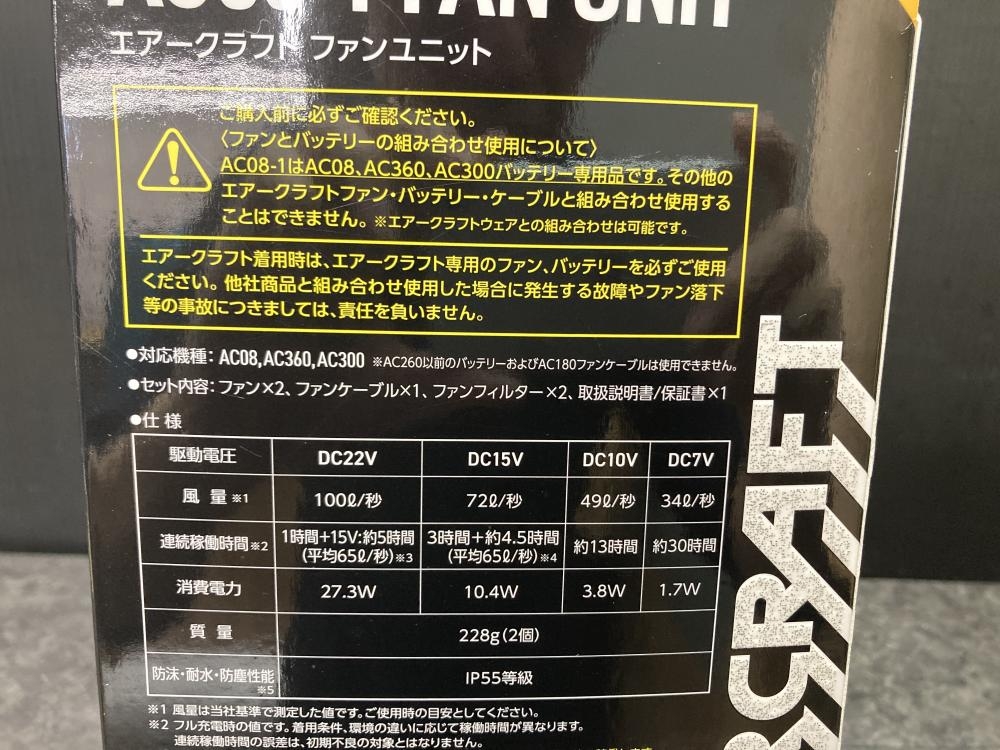 エアークラフト ファンユニット
ご購入前に必ずご確認ください。
〈ファンとバッテリーの組み合わせ使用について〉
AC08-1はAC08、AC360、AC300バッテリー専用品です。その他の
エアークラフトファン・バッテリー・ケーブルと組み合わせ使用する
ことはできません。※エアークラフトウェアとの組み合わせは可能です。
エアークラフト着用時は、エアークラフト専用のファン、バッテリーを必ずご使用
ください。他社商品と組み合わせ使用した場合に発生する故障やファン落下
等の事故につきましては、責任を負いません。
●対応機種：AC08,AC360,AC300 ※AC260以前のバッテリーおよびAC180ファンケーブルは使用できません。
●セット内容：ファン×2、ファンケーブル×1、ファンフィルター×2、取扱説明書/保証書×1
●仕様
駆動電圧 DC22V DC15V DC10V DC7V
風量※1 100ℓ/秒 72ℓ/秒 49ℓ/秒 34ℓ/秒
連続稼働時間※2 1時間+15V:約5時間 (平均65ℓ/秒)※3 3時間+約4.5時間 (平均65ℓ/秒)※4 約13時間 約30時間
消費電力 27.3W 10.4W 3.8W 1.7W
質量 228g(2個)
防沫・耐水・防塵性能※5 IP55等級
※1 風量は当社基準で測定した値です。ご使用時の目安としてください。
※2 フル充電時の値です。着用条件、環境の違いに応じて稼働時間が異なります。
連続稼働時間の誤差は、初期不良の対象とはなりません。
RCRAFT